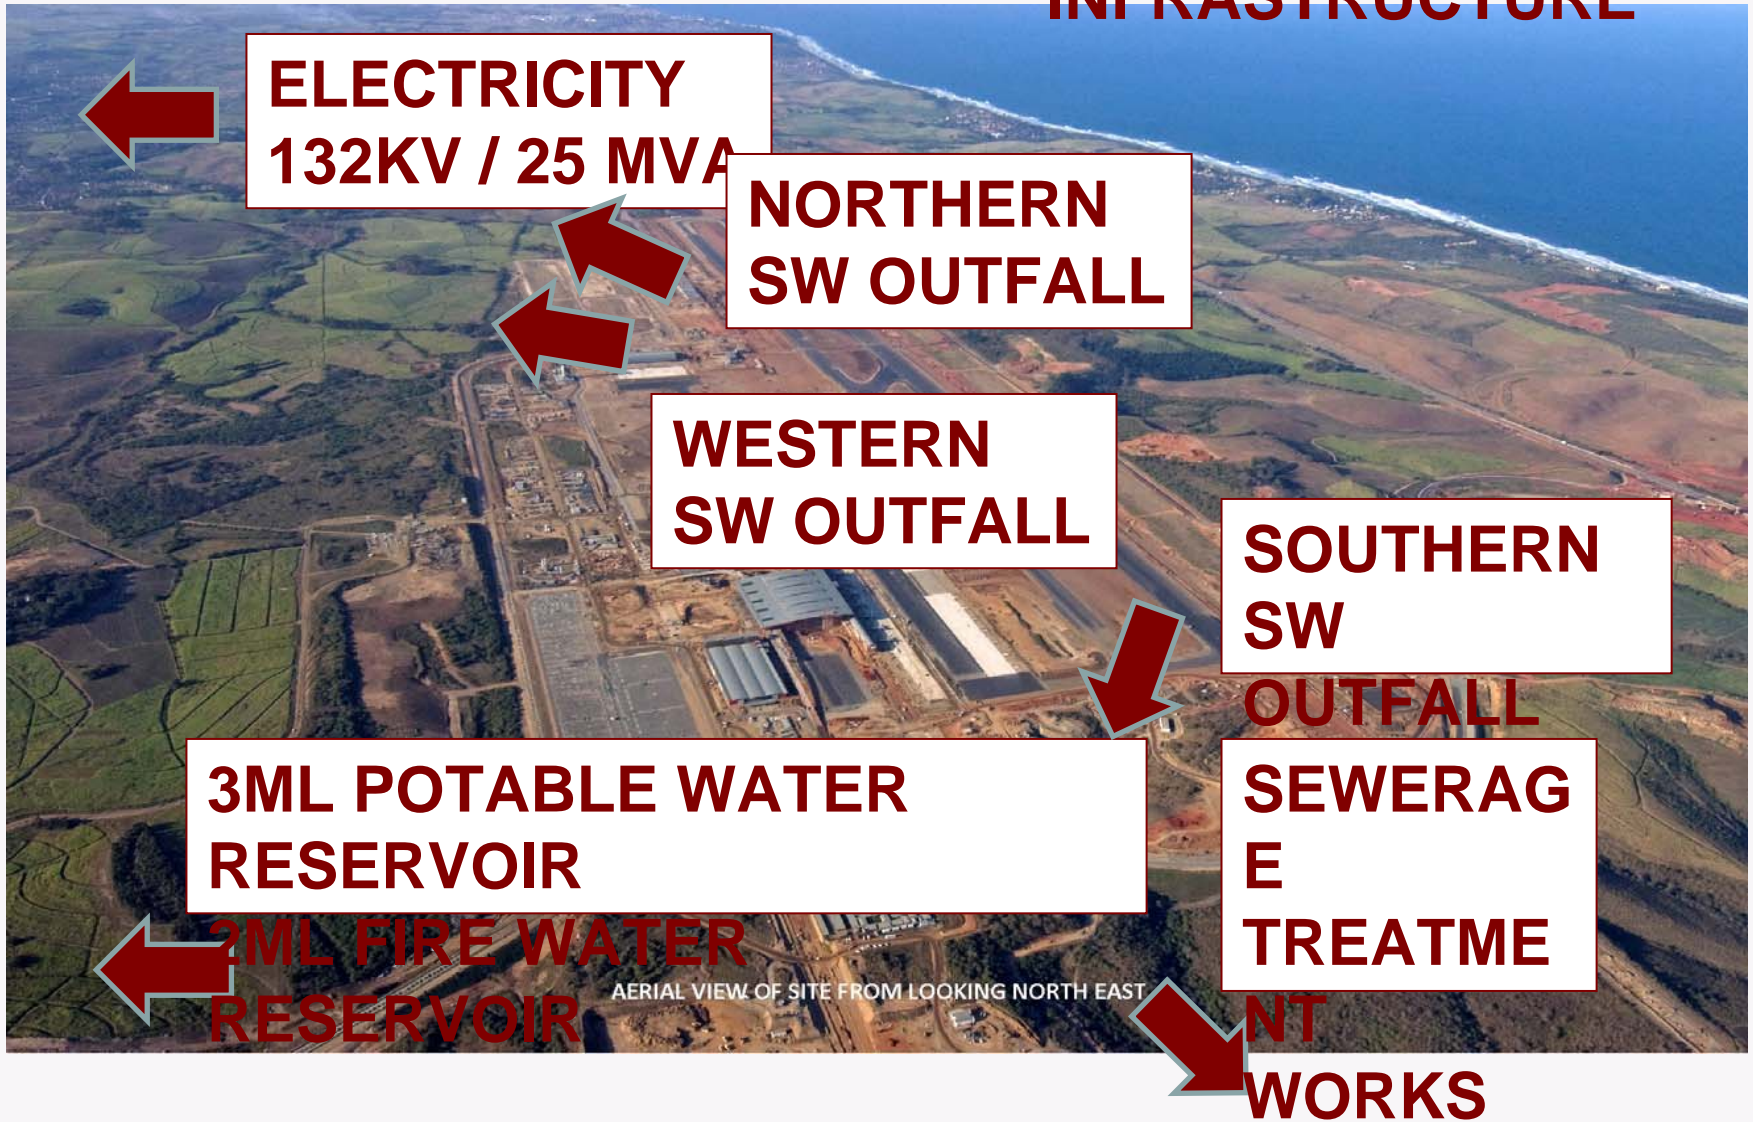 INFRASTRUCTURE
ELECTRICITY
132KV / 25 MVA
NORTHERN
SW OUTFALL
WESTERN
SW OUTFALL
SOUTHERN
SW
OUTFALL
3ML POTABLE WATER
RESERVOIR
2ML FIRE WATER
RESERVOIR
SEWERAG
E
TREATME
NT
WORKS
AERIAL VIEW OF SITE FROM LOOKING NORTH EAST